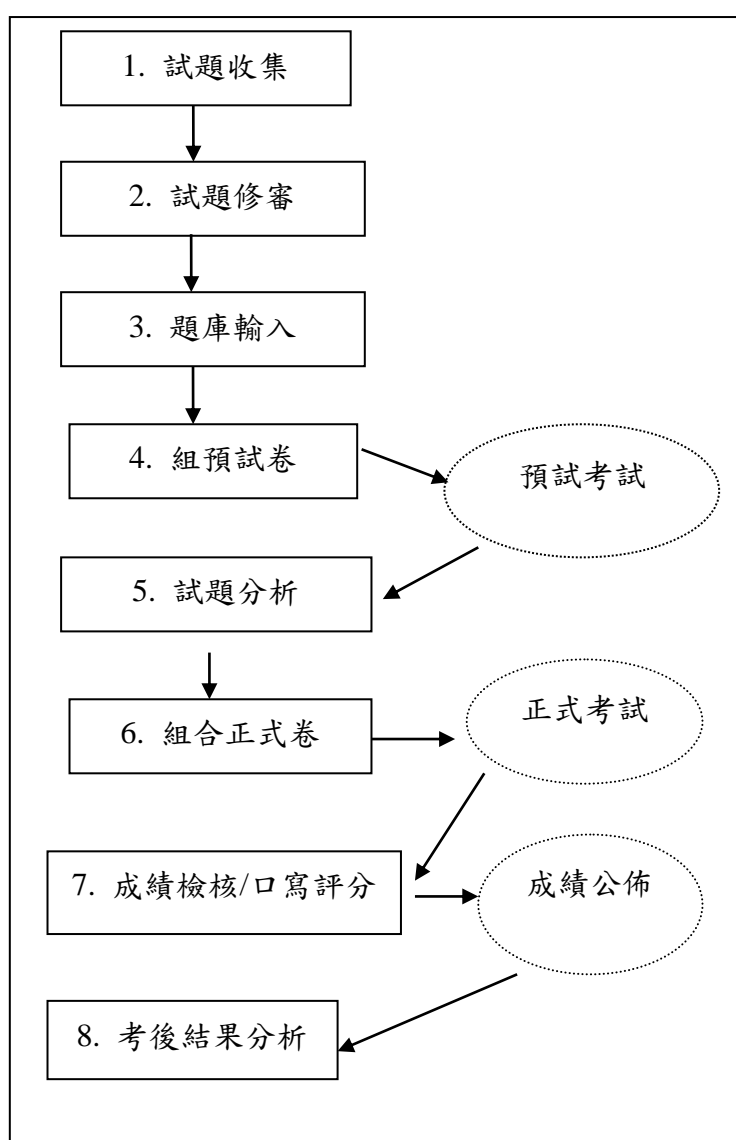 1. 試題收集
2. 試題修審
3. 題庫輸入
4. 組預試卷
預試考試
5. 試題分析
6. 組合正式卷
正式考試
7. 成績檢核/口寫評分
成績公佈
8. 考後結果分析